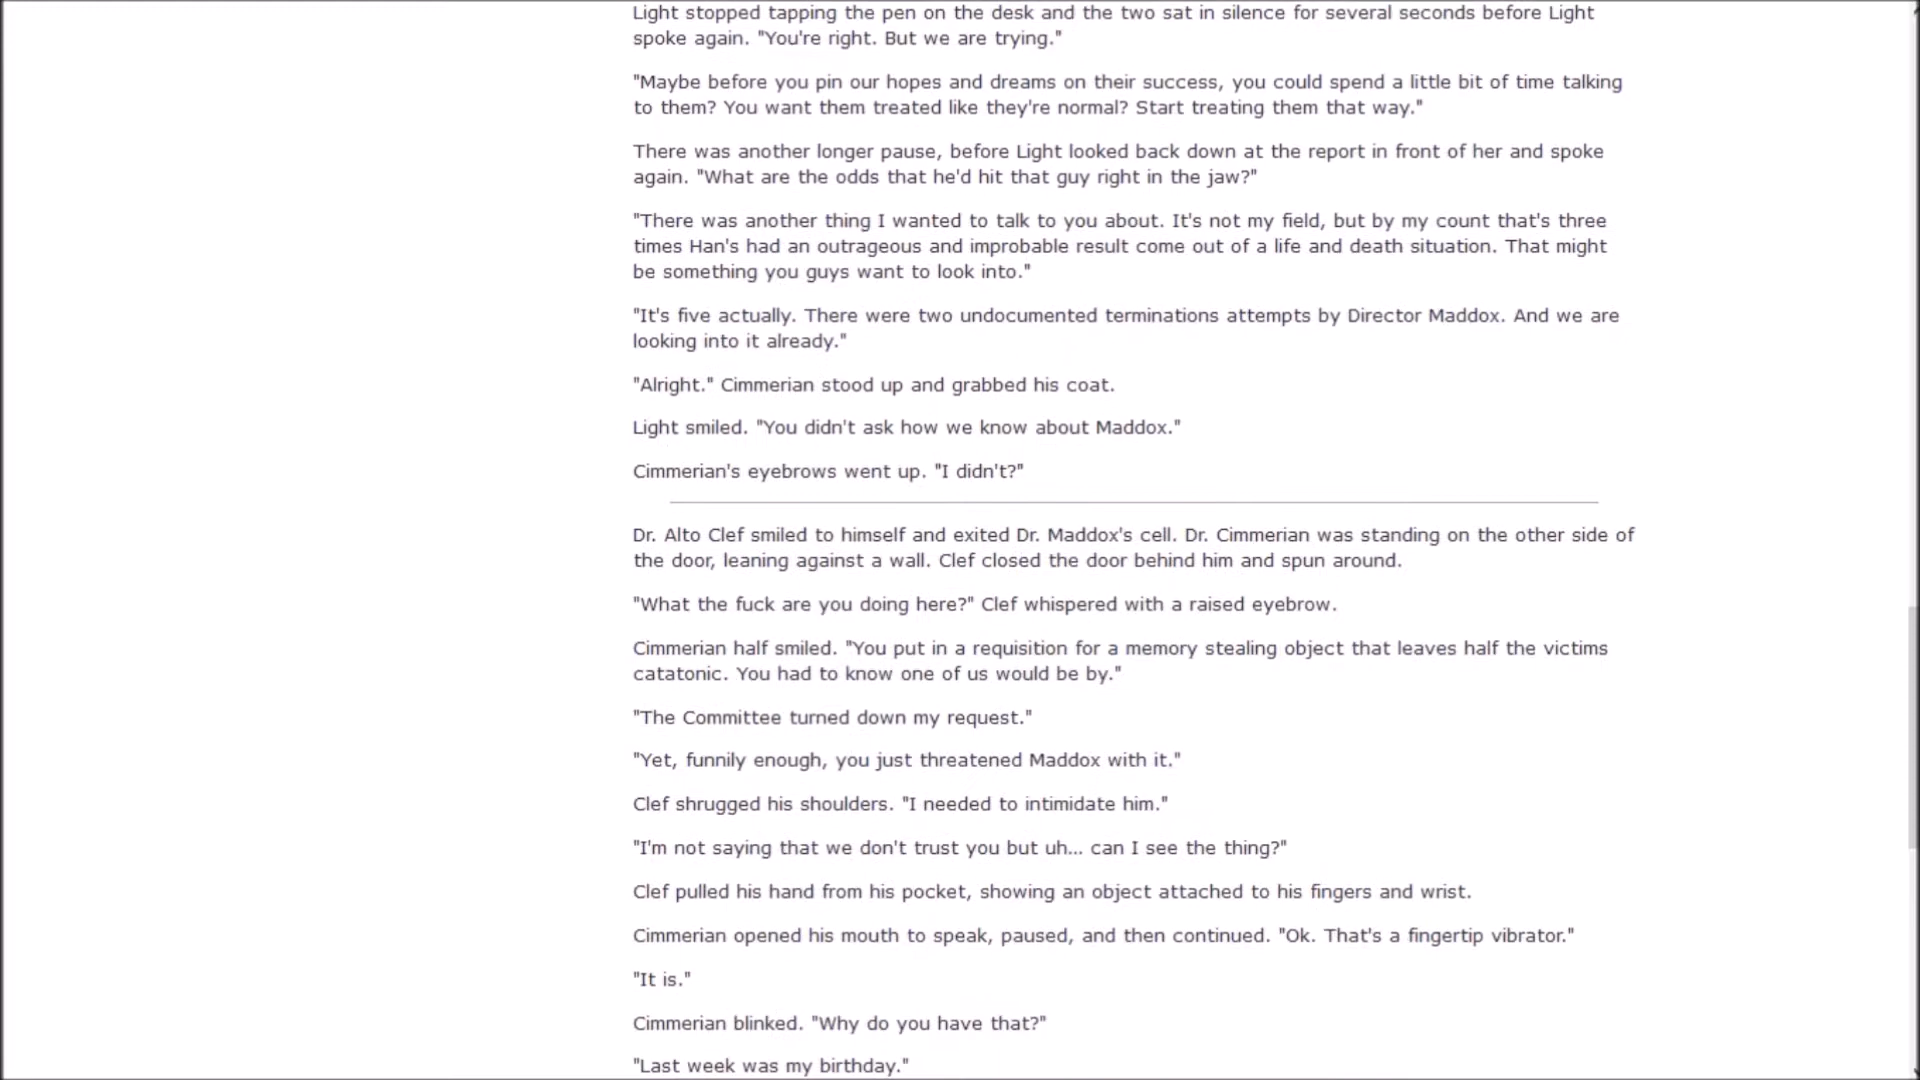 Light stopped tapping the pen on the desk and the two sat in silence for several seconds before Light
spoke again. "You're right. But we are trying."
"Maybe before you pin our hopes and dreams on their success, you could spend a little bit of time talking
to them? You want them treated like they're normal? Start treating them that way."
There was another longer pause, before Light looked back down at the report in front of her and spoke
again. "What are the odds that he'd hit that guy right in the jaw?"
"There was another thing I wanted to talk to you about. It's not my field, but by my count that's three
times Han's had an outrageous and improbable result come out of a life and death situation. That might
be something you guys want to look into."
"It's five actually. There were two undocumented terminations attempts by Director Maddox. And we are
looking into it already."
"Alright." Cimmerian stood up and grabbed his coat.
Light smiled. "You didn't ask how we know about Maddox."
Cimmerian's eyebrows went up. "I didn't?"
Dr. Alto Clef smiled to himself and exited Dr. Maddox's cell. Dr. Cimmerian was standing on the other side of
the door, leaning against a wall. Clef closed the door behind him and spun around.
"What the fuck are you doing here?" Clef whispered with a raised eyebrow.
Cimmerian half smiled. "You put in a requisition for a memory stealing object that leaves half the victims
catatonic. You had to know one of us would be by."
"The Committee turned down my request."
"Yet, funnily enough, you just threatened Maddox with it."
Clef shrugged his shoulders. "I needed to intimidate him."
"I'm not saying that we don't trust you but uh... can I see the thing?"
Clef pulled his hand from his pocket, showing an object attached to his fingers and wrist.
Cimmerian opened his mouth to speak, paused, and then continued. "Ok. That's a fingertip vibrator."
"It is."
Cimmerian blinked. "Why do you have that?"
"Last week was my birthday."